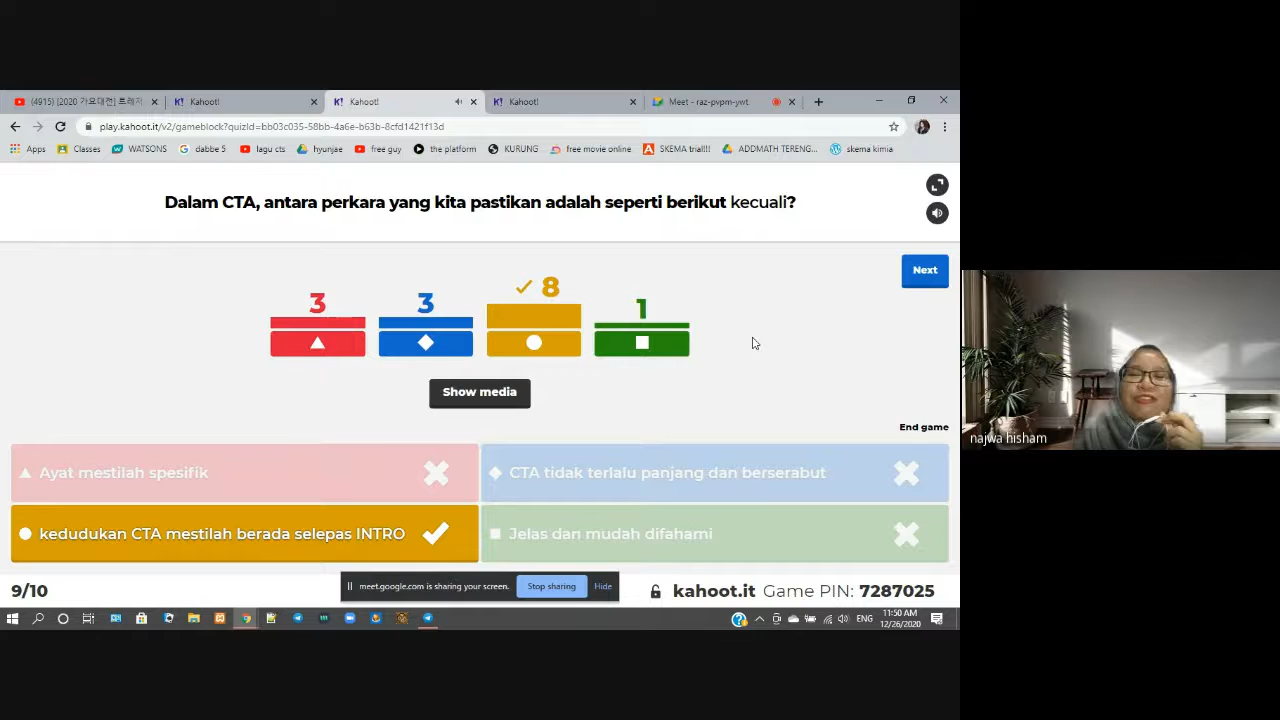 (4915) [2020 가요대전] 트레저
Kahoot!
Kahoot!
Kahoot!
Meet - raz-pvpm-ywt
play.kahoot.it/v2/gameblock?quizId=bb03c035-58bb-4a6e-b63b-8cfd1421f13d
Apps
Classes
WATSONS
dabbe 5
lagu cts
hyunjae
free guy
the platform
KURUNG
free movie online
SKEMA trial!!!
ADDMATH TERENG...
skema kimia
Dalam CTA, antara perkara yang kita pastikan adalah seperti berikut kecuali?
Next
3
3
8
1
Show media
End game
Ayat mestilah spesifik
CTA tidak terlalu panjang dan berserabut
kedudukan CTA mestilah berada selepas INTRO
Jelas dan mudah difahami
9/10
meet.google.com is sharing your screen.
Stop sharing
Hide
kahoot.it Game PIN: 7287025
ENG
11:50 AM
12/26/2020
najwa hisham